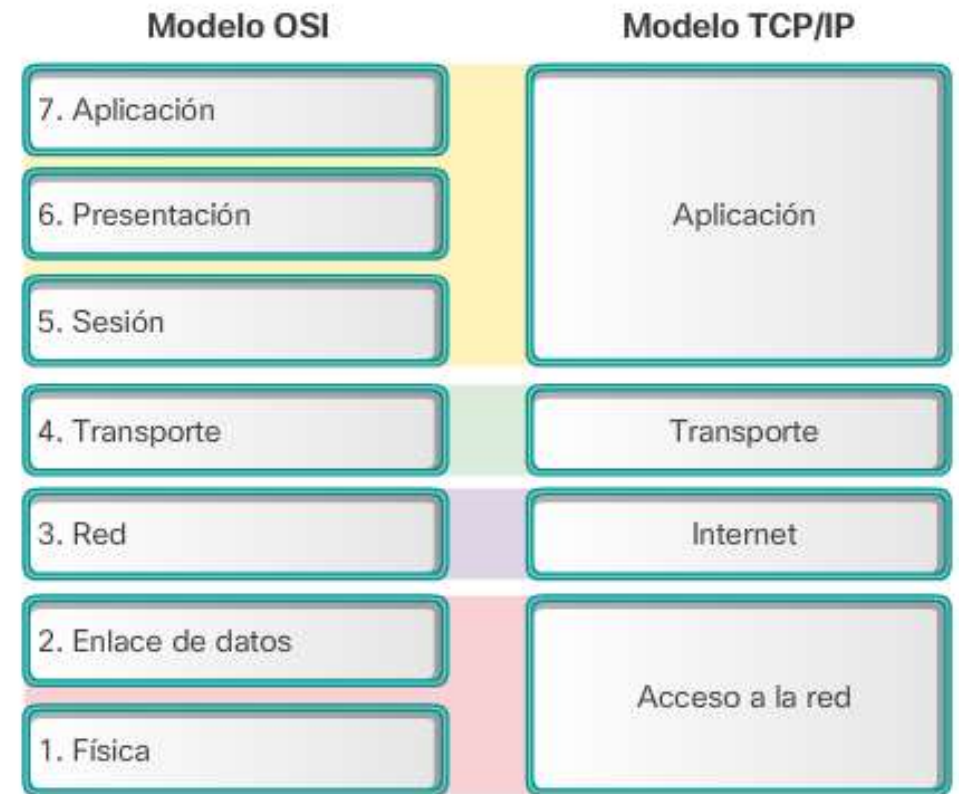 Modelo OSI
Modelo TCP/IP
7. Aplicación
6. Presentación
5. Sesión
Aplicación
4. Transporte
Transporte
3. Red
Internet
2. Enlace de datos
1. Física
Acceso a la red